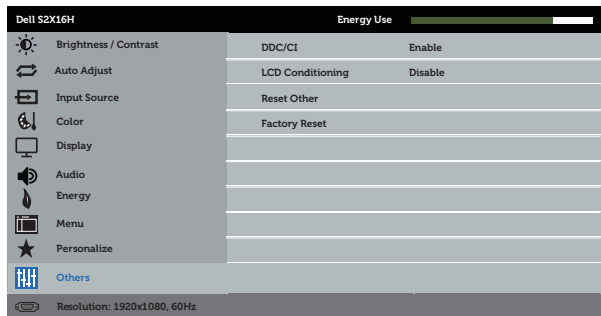 Dell S2X16H Energy Use
Brightness / Contrast DDC/CI Enable
Auto Adjust LCD Conditioning Disable
Input Source Reset Other
Color Factory Reset
Display
Audio
Energy
Menu
Personalize
Others
Resolution: 1920x1080, 60Hz